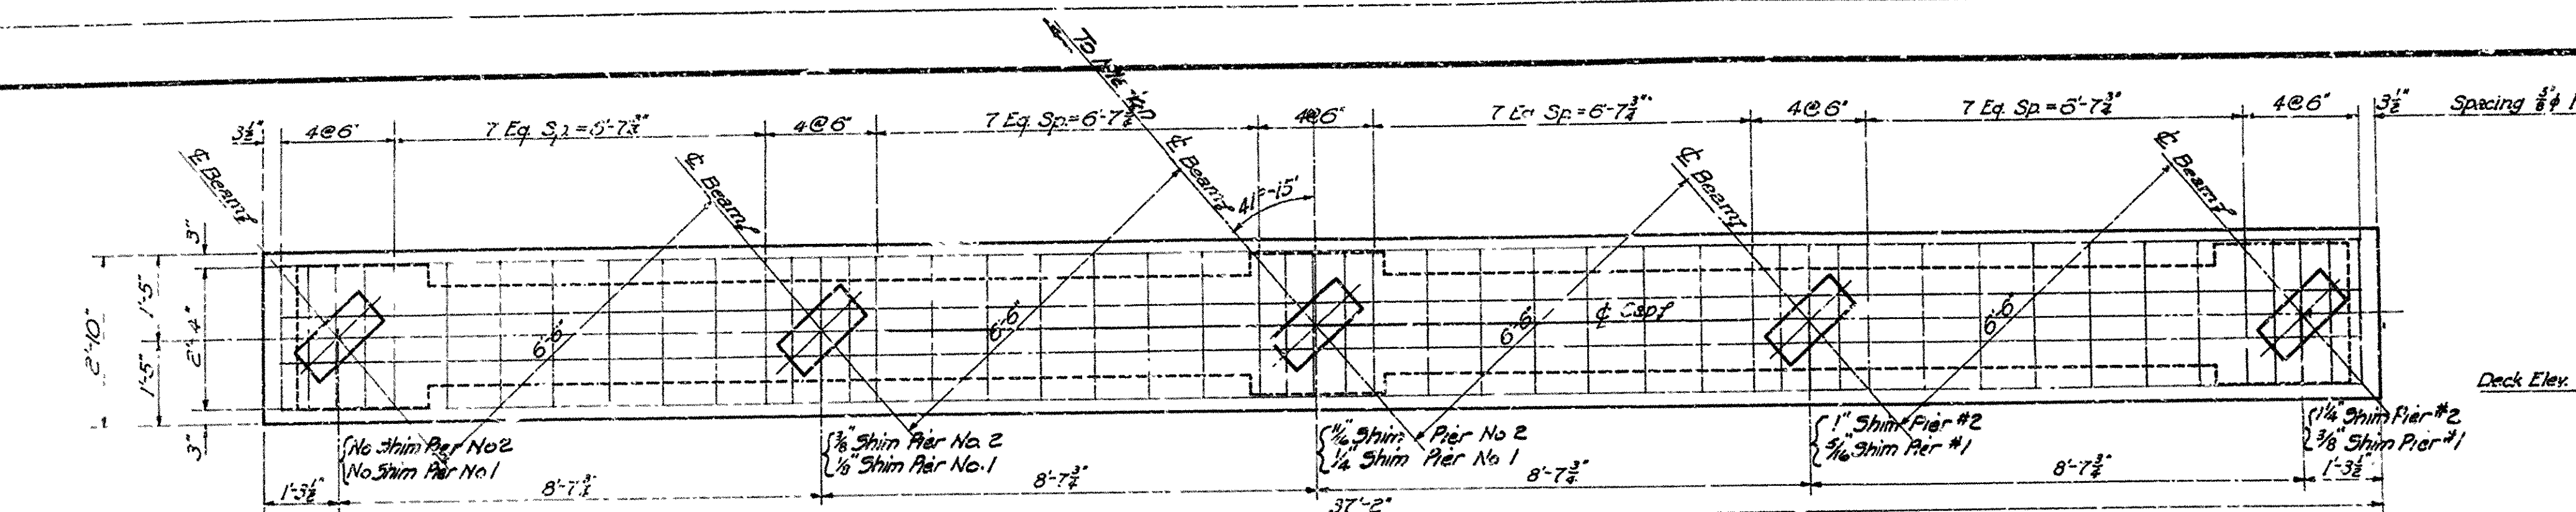 To Mile
3½" 4@6" 7 Eq. Sp.=6'-7¾" 4@6" 7 Eq. Sp.=6'-7¾" 4@6" 7 Eq Sp.=6'-7¾" 4@6" 7 Eq. Sp.=6'-7¾" 4@6" 3½" Spacing ⅝"ϕ
℄ Beam
℄ Beam
℄ Beam
℄ Beam
℄ Beam
41°-15'
3"
1'-5"
2'-10"
2'-4"
1'-5"
3"
6'-6"
6'-6"
6'-6"
6'-6"
℄ Cap
Deck Elev.
No Shim Pier No 2
No Shim Pier No 1
⅜" Shim Pier No. 2
⅛" Shim Pier No. 1
11/16" Shim Pier No 2
¼" Shim Pier No 1
1" Shim Pier #2
5/16" Shim Pier #1
1¼" Shim Pier #2
3/8" Shim Pier #1
1'-3½" 8'-7¾" 8'-7¾" 8'-7¾" 8'-7¾" 1'-3½"
37'-2"